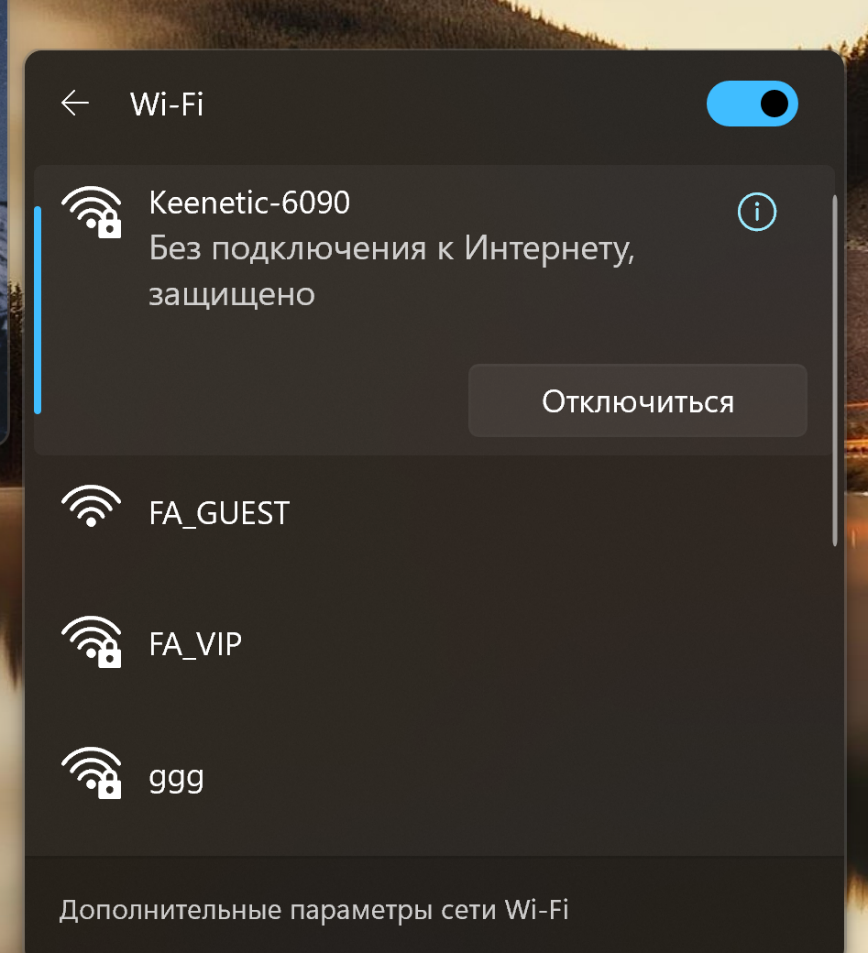 Wi-Fi
Keenetic-6090
Без подключения к Интернету,
защищено
Отключиться
FA_GUEST
FA_VIP
ggg
Дополнительные параметры сети Wi-Fi